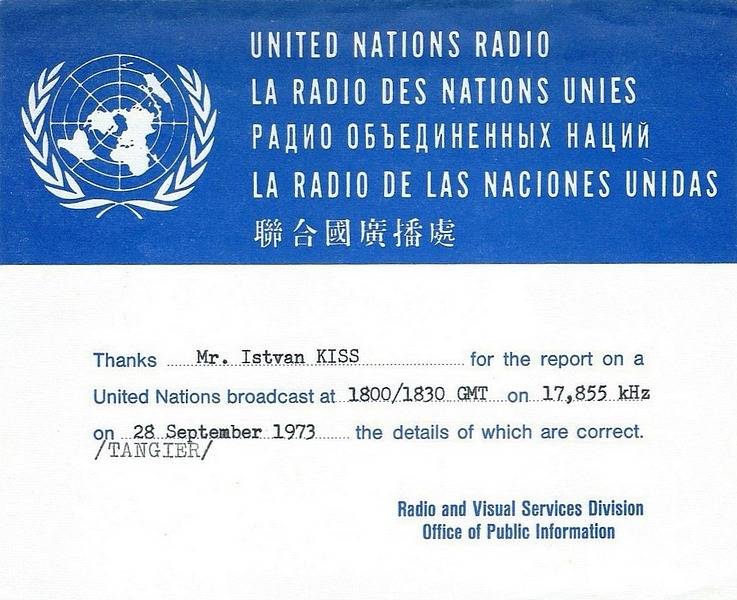 UNITED NATIONS RADIO
LA RADIO DES NATIONS UNIES
РАДИО ОБЪЕДИНЕННЫХ НАЦИЙ
LA RADIO DE LAS NACIONES UNIDAS
聯合國廣播處
Thanks Mr. Istvan KISS for the report on a
United Nations broadcast at 1800/1830 GMT on 17,855 kHz
on 28 September 1973 the details of which are correct.
/TANGIER/
Radio and Visual Services Division
Office of Public Information